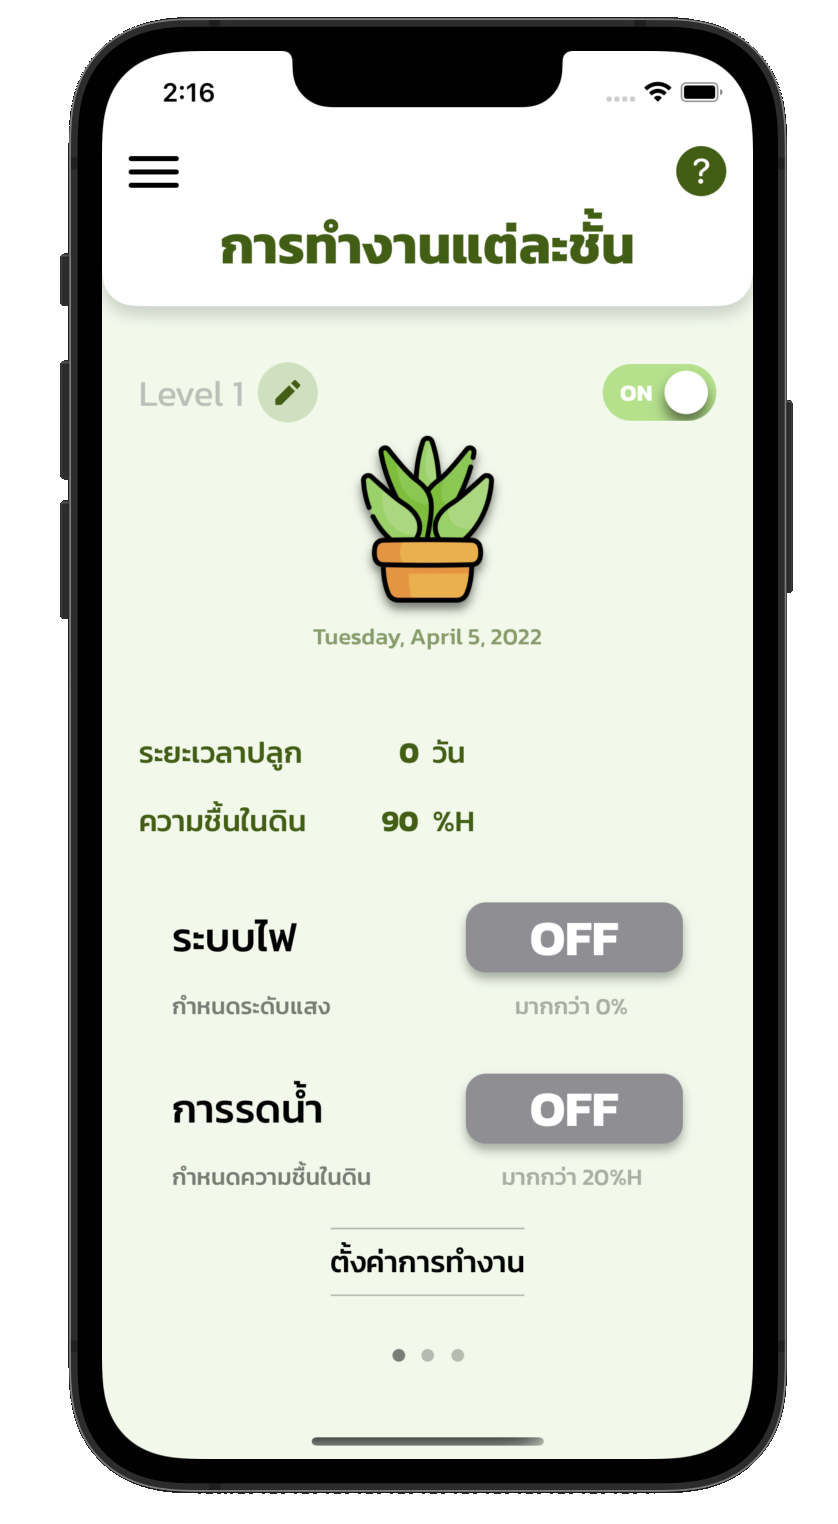 2:16
?
การทำงานแต่ละชั้น
Level 1
ON
Tuesday, April 5, 2022
ระยะเวลาปลูก 0 วัน
ความชื้นในดิน 90 %H
ระบบไฟ OFF
กำหนดระดับแสง มากกว่า 0%
การรดน้ำ OFF
กำหนดความชื้นในดิน มากกว่า 20%H
ตั้งค่าการทำงาน